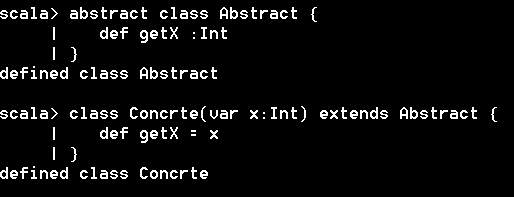 scala> abstract class Abstract {
     |    def getX :Int
     | }
defined class Abstract

scala> class Concrte(var x:Int) extends Abstract {
     |    def getX = x
     | }
defined class Concrte